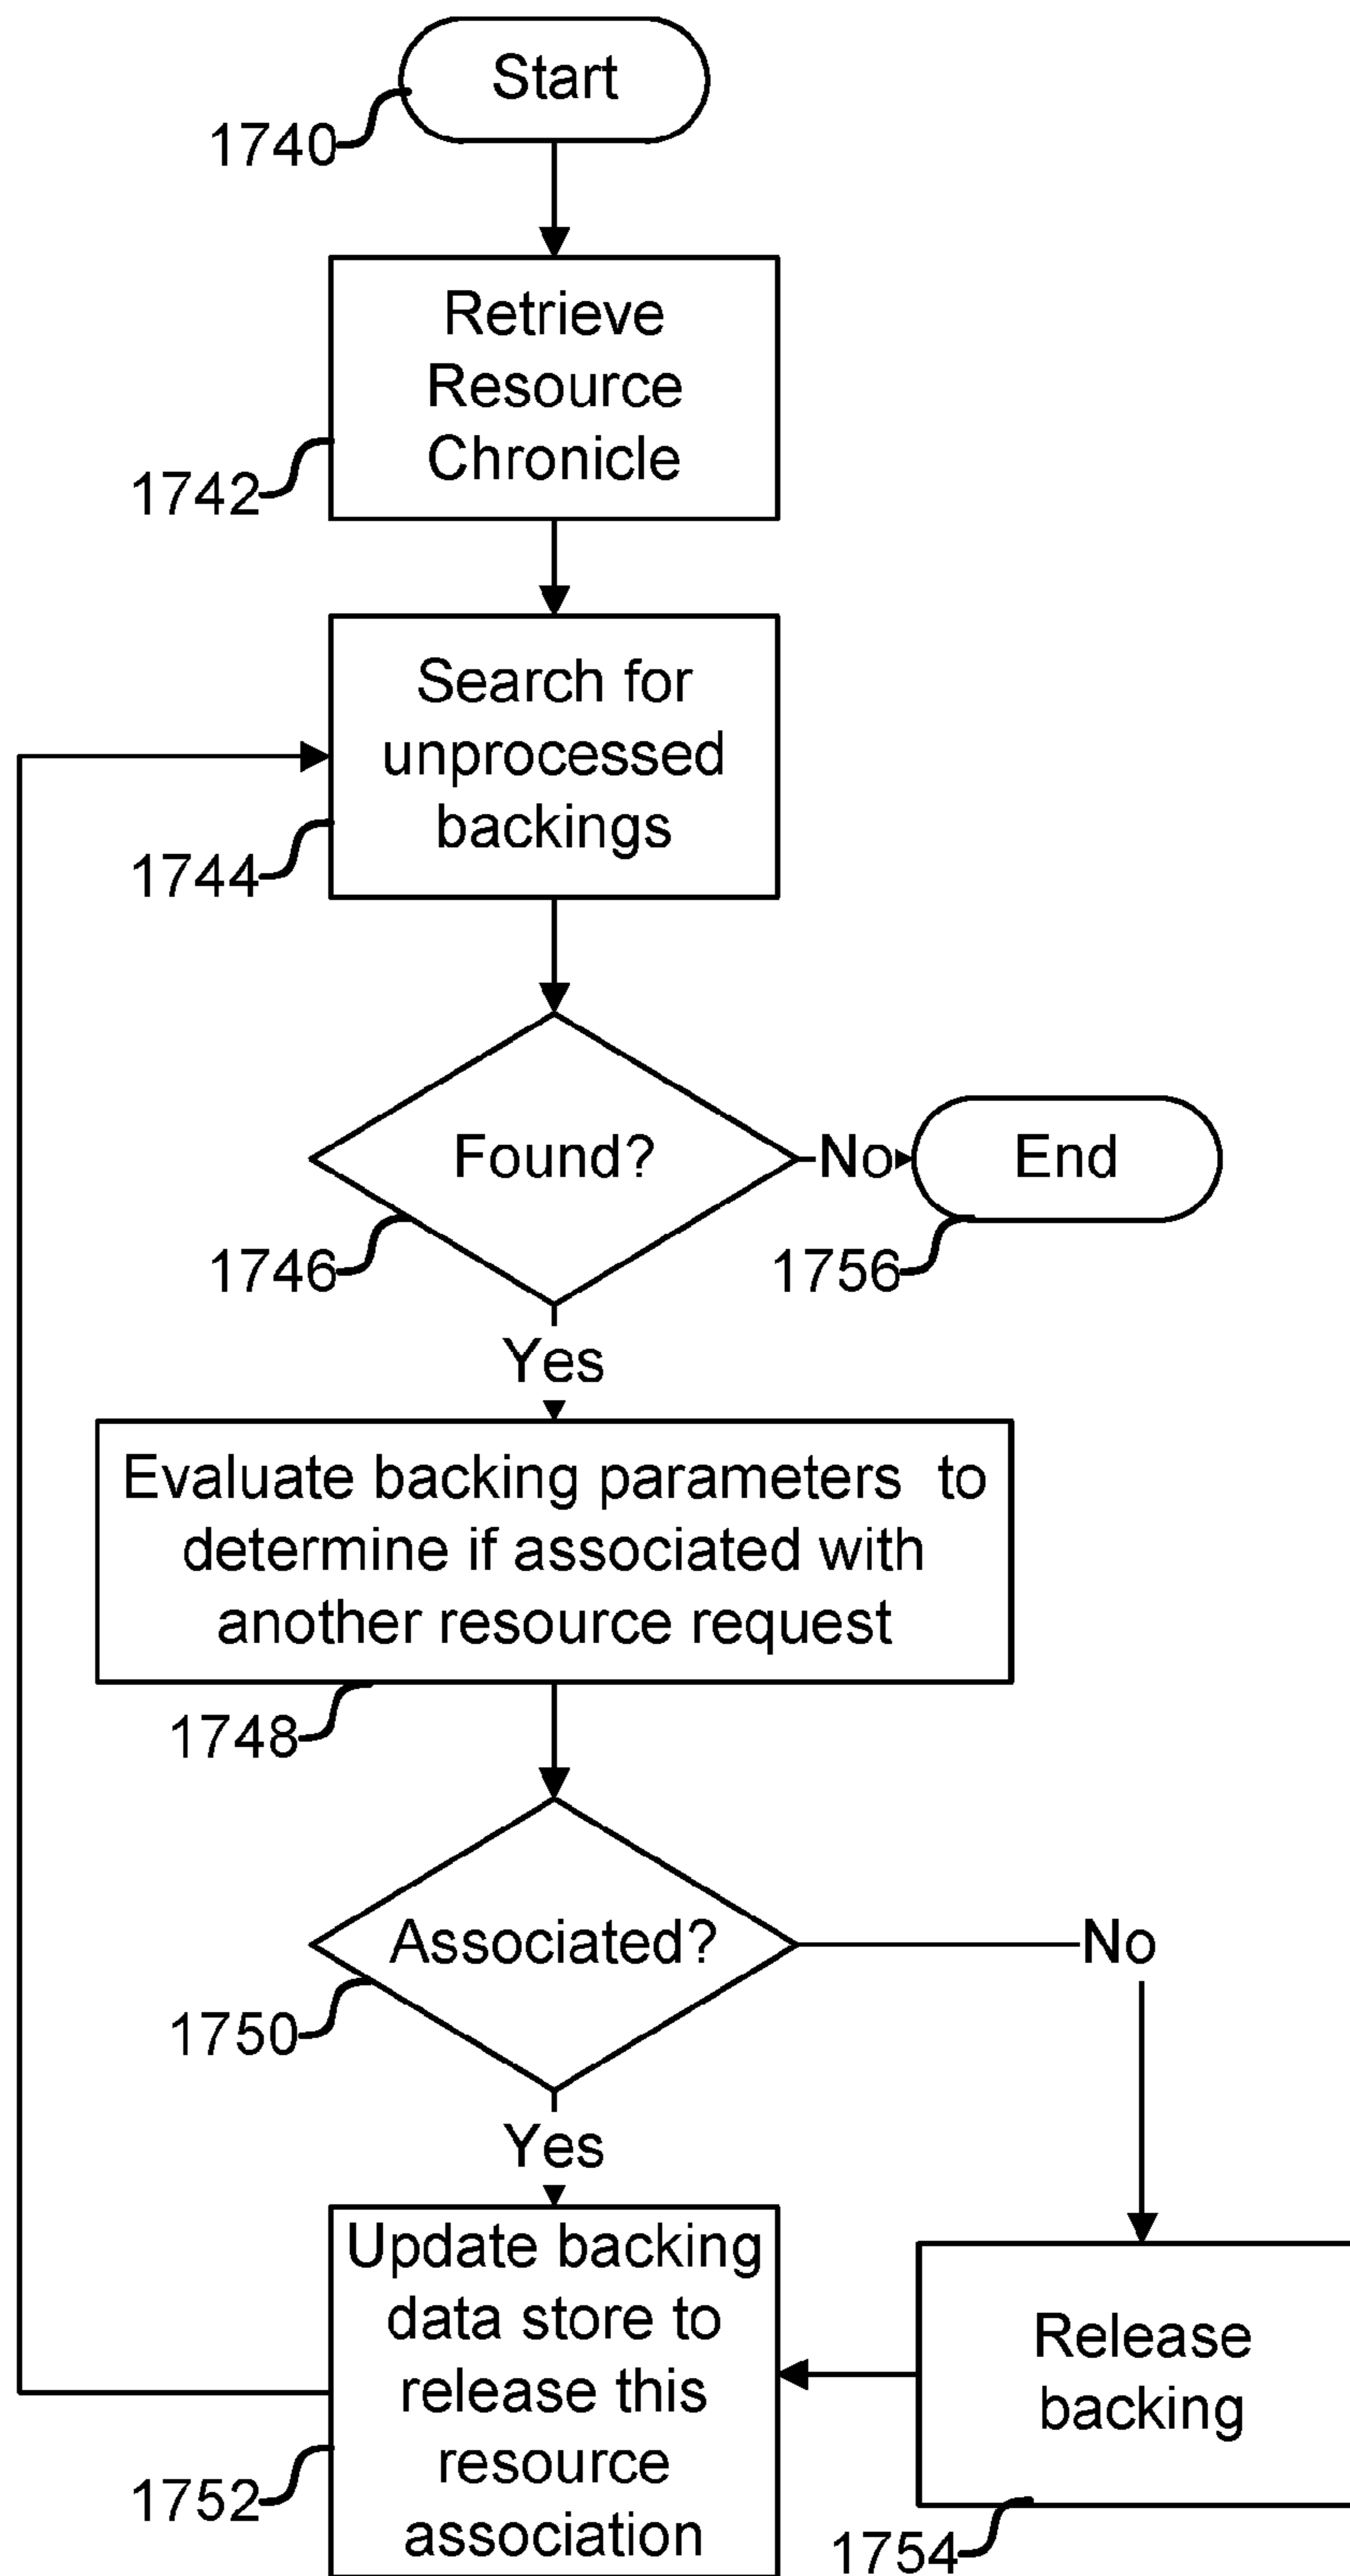 Start
1740
Retrieve
Resource
Chronicle
1742
Search for
unprocessed
backings
1744
Found?
No
End
1746
1756
Yes
Evaluate backing parameters to
determine if associated with
another resource request
1748
Associated?
No
1750
Yes
Update backing
data store to
release this
resource
association
1752
Release
backing
1754